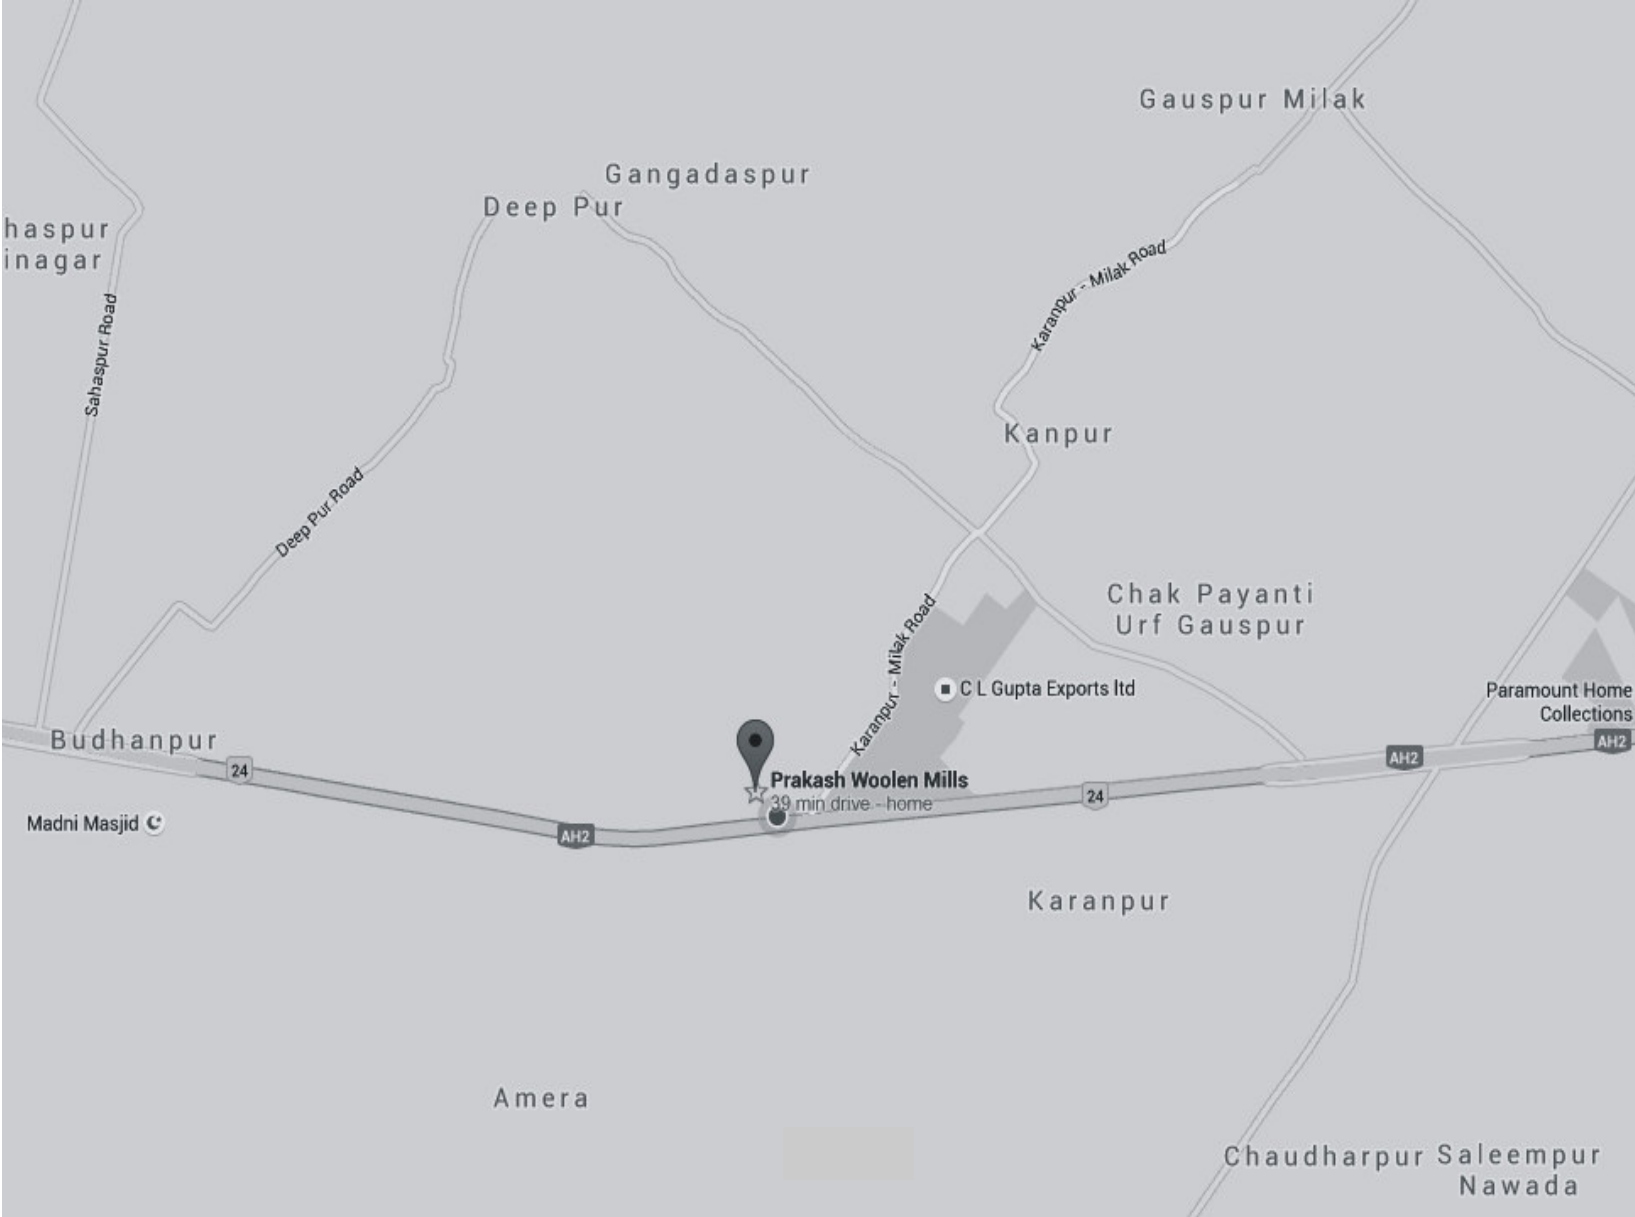 Gauspur Milak
Gangadaspur
Deep Pur
haspur
inagar
Karanpur - Milak Road
Sahaspur Road
Kanpur
Deep Pur Road
Chak Payanti
Urf Gauspur
Karanpur - Milak Road
C L Gupta Exports ltd
Paramount Home
Collections
Budhanpur
AH2
AH2
24
Prakash Woolen Mills
39 min drive - home
24
Madni Masjid
AH2
Karanpur
Amera
Chaudharpur
Saleempur
Nawada